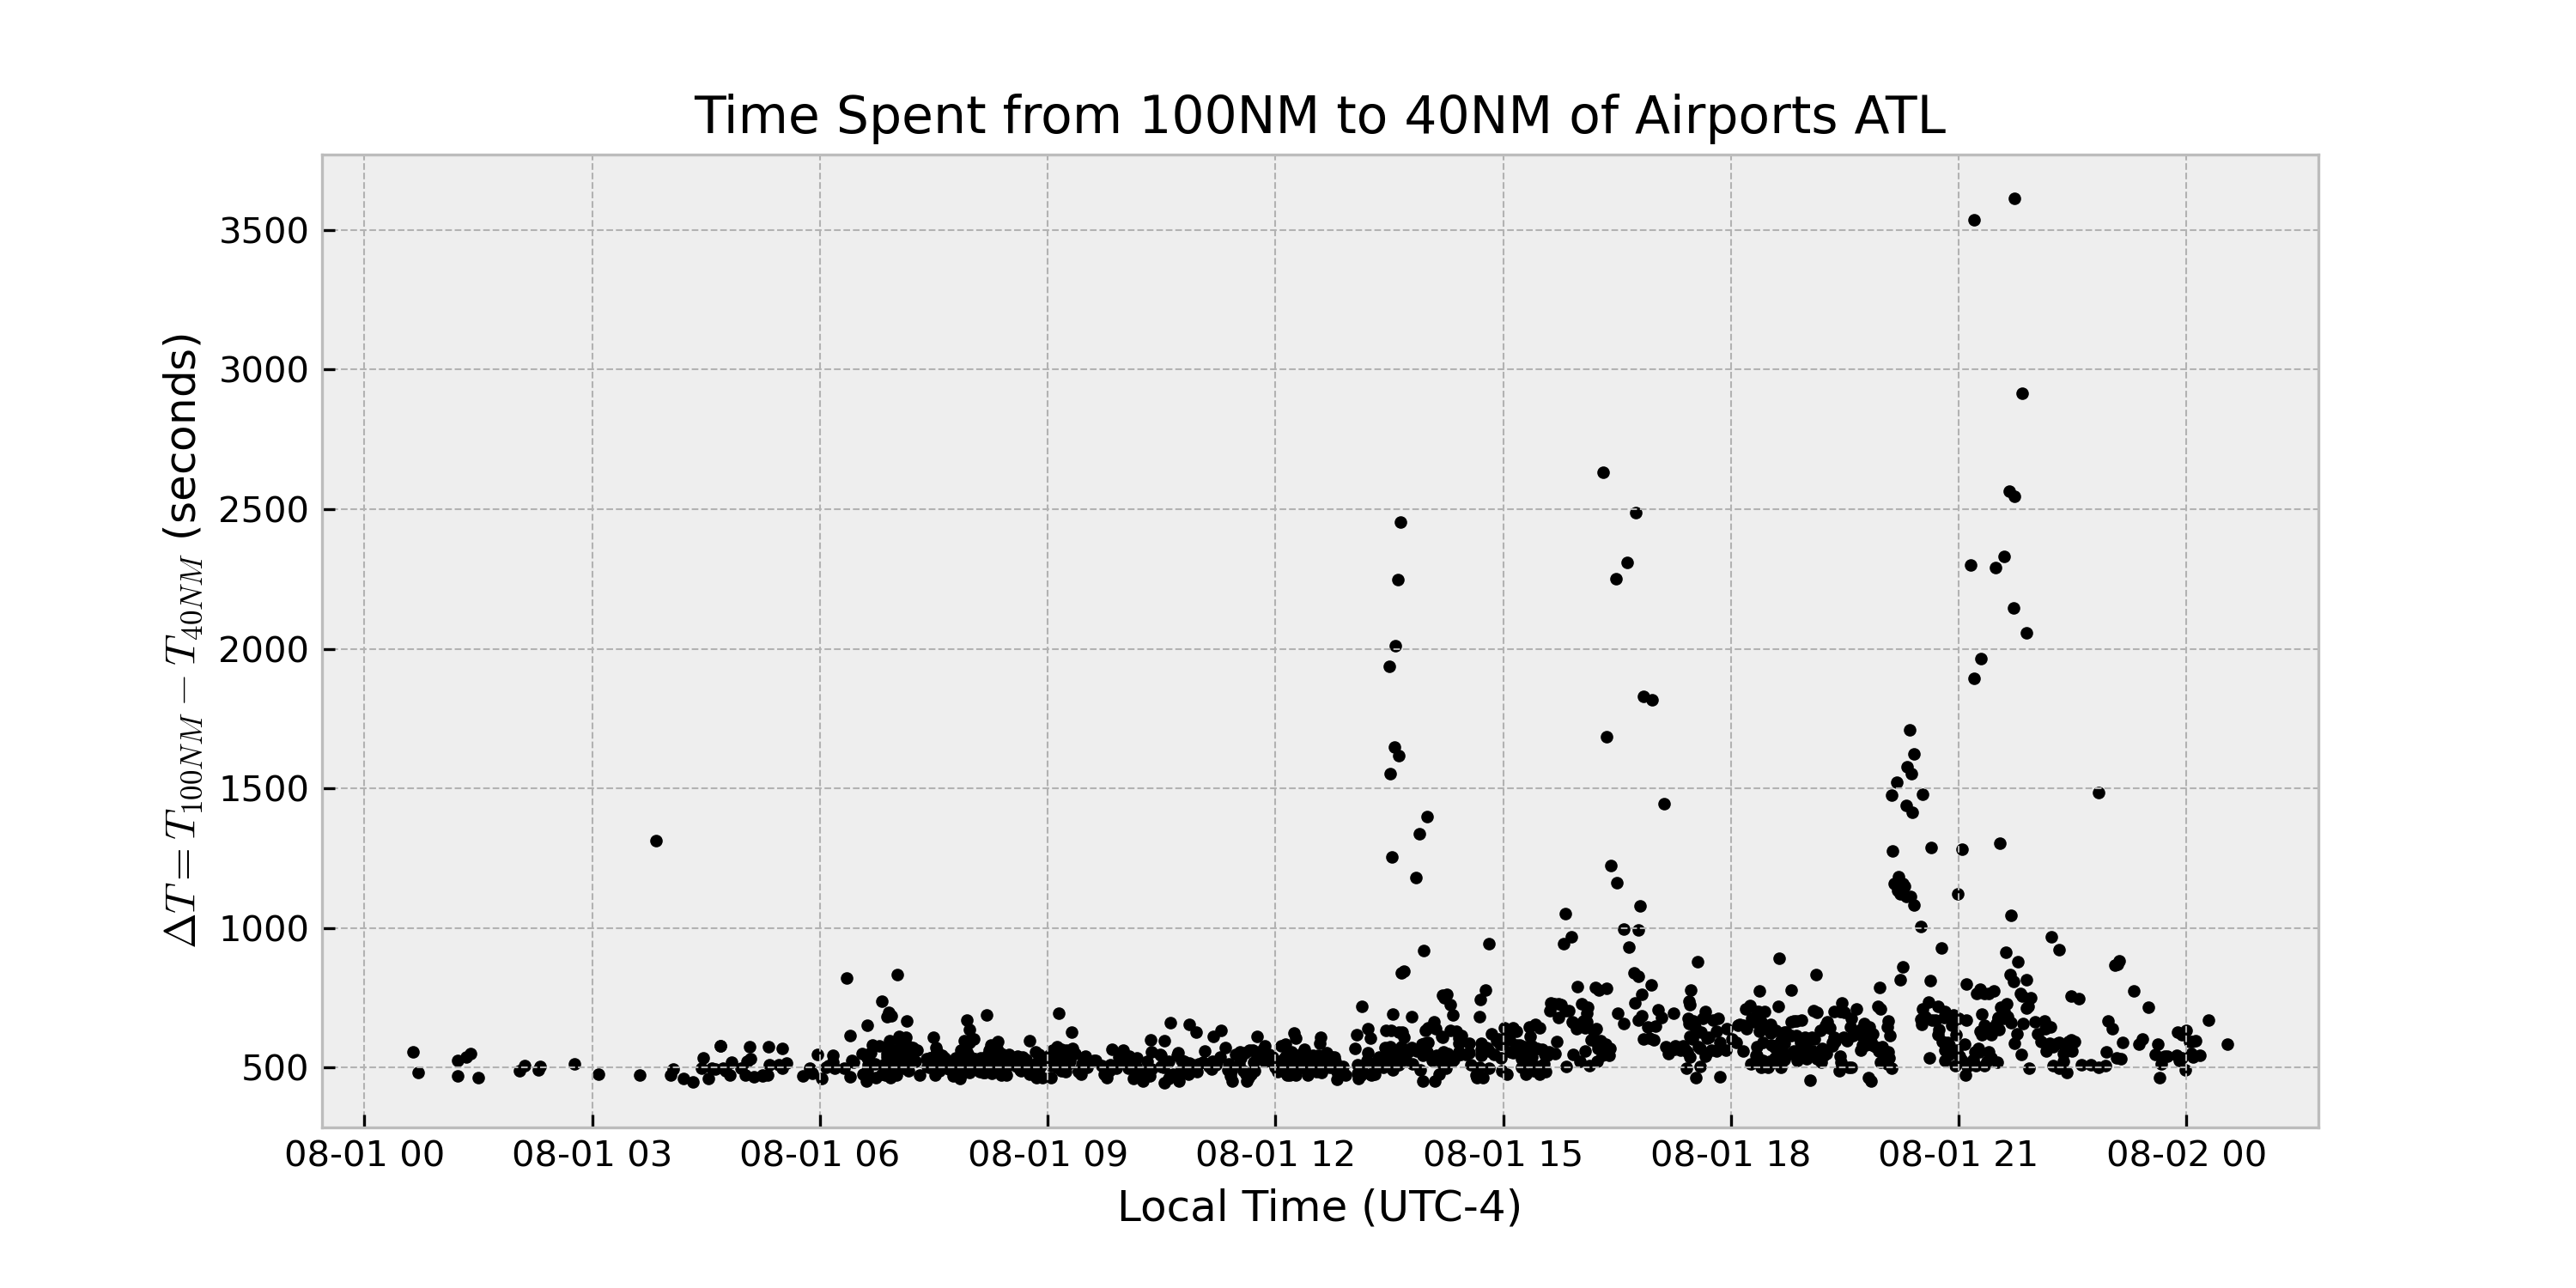 Time Spent from 100NM to 40NM of Airports ATL
ΔT = T100NM − T40NM (seconds)
3500
3000
2500
2000
1500
1000
500
08-01 00 08-01 03 08-01 06 08-01 09 08-01 12 08-01 15 08-01 18 08-01 21 08-02 00
Local Time (UTC-4)